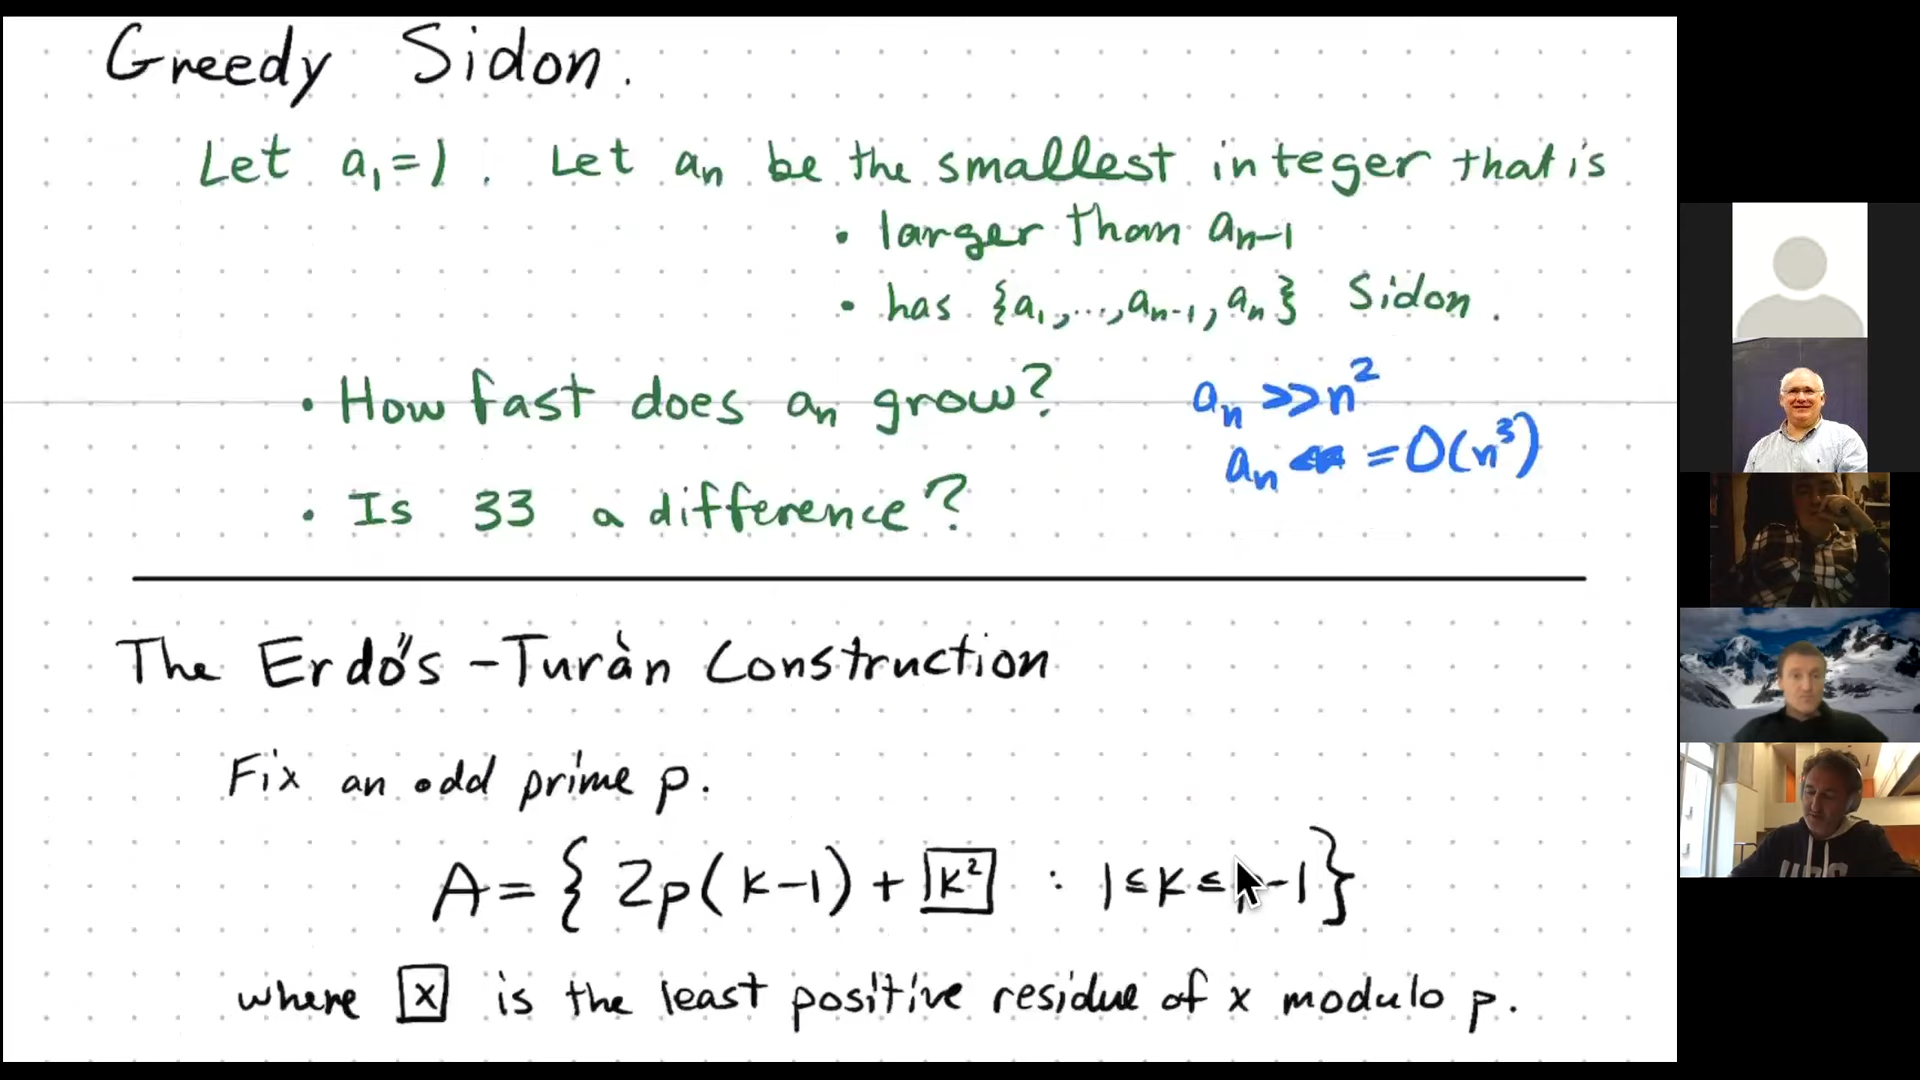 Greedy Sidon.
Let a₁=1. Let aₙ be the smallest integer that is
• larger than aₙ₋₁
• has {a₁,...,aₙ₋₁,aₙ} Sidon.
• How fast does aₙ grow? aₙ >> n²
aₙ = O(n³)
• Is 33 a difference?
The Erdős-Turàn Construction
Fix an odd prime p.
A = { 2p(k-1) + [k²] : 1≤k≤p-1}
where [x] is the least positive residue of x modulo p.